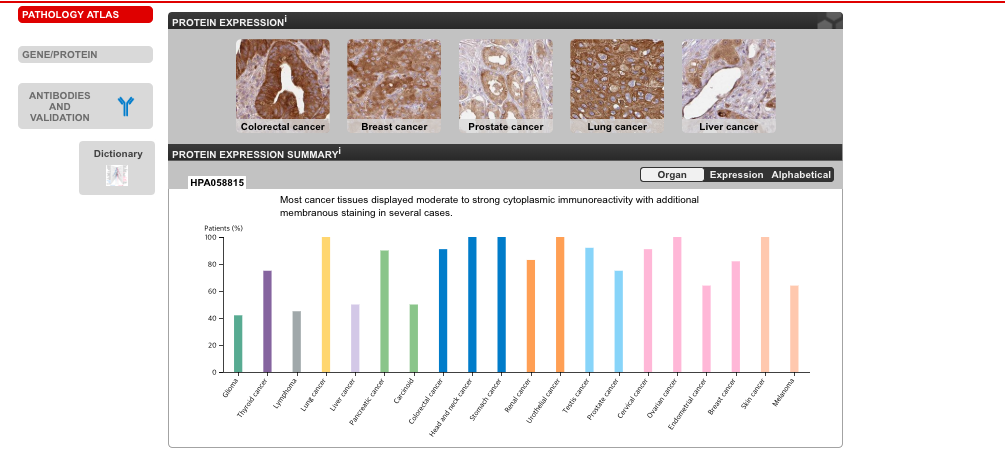 PATHOLOGY ATLAS
GENE/PROTEIN
ANTIBODIES
AND
VALIDATION
Dictionary
PROTEIN EXPRESSIONi
Colorectal cancer
Breast cancer
Prostate cancer
Lung cancer
Liver cancer
PROTEIN EXPRESSION SUMMARYi
Organ
Expression
Alphabetical
HPA058815
Most cancer tissues displayed moderate to strong cytoplasmic immunoreactivity with additional
membranous staining in several cases.
Patients (%)
100
80
60
40
20
0
Glioma
Thyroid cancer
Lymphoma
Lung cancer
Liver cancer
Pancreatic cancer
Carcinoid
Colorectal cancer
Head and neck cancer
Stomach cancer
Renal cancer
Urothelial cancer
Testis cancer
Prostate cancer
Cervical cancer
Ovarian cancer
Endometrial cancer
Breast cancer
Skin cancer
Melanoma